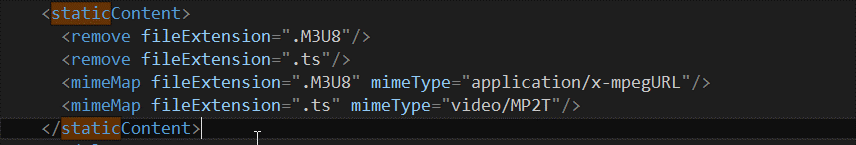 <staticContent>
<remove fileExtension=".M3U8"/>
<remove fileExtension=".ts"/>
<mimeMap fileExtension=".M3U8" mimeType="application/x-mpegURL"/>
<mimeMap fileExtension=".ts" mimeType="video/MP2T"/>
</staticContent>